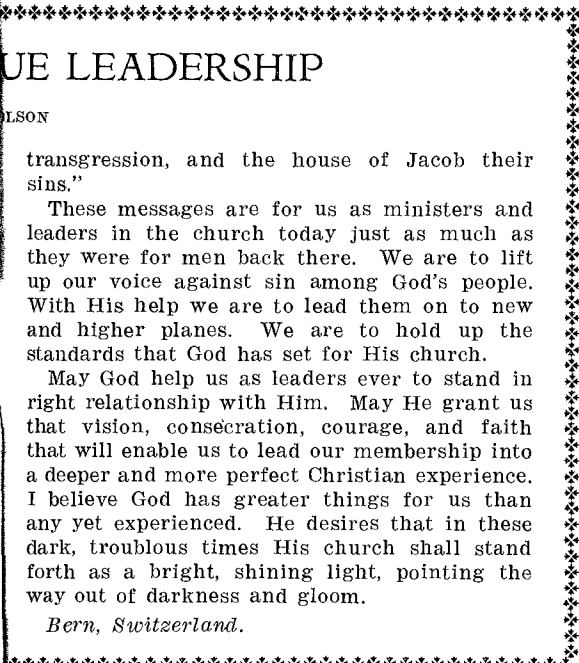 UE LEADERSHIP
LSON
transgression, and the house of Jacob their
sins."
These messages are for us as ministers and
leaders in the church today just as much as
they were for men back there. We are to lift
up our voice against sin among God's people.
With His help we are to lead them on to new
and higher planes. We are to hold up the
standards that God has set for His church.
May God help us as leaders ever to stand in
right relationship with Him. May He grant us
that vision, consecration, courage, and faith
that will enable us to lead our membership into
a deeper and more perfect Christian experience.
I believe God has greater things for us than
any yet experienced. He desires that in these
dark, troublous times His church shall stand
forth as a bright, shining light, pointing the
way out of darkness and gloom.
Bern, Switzerland.